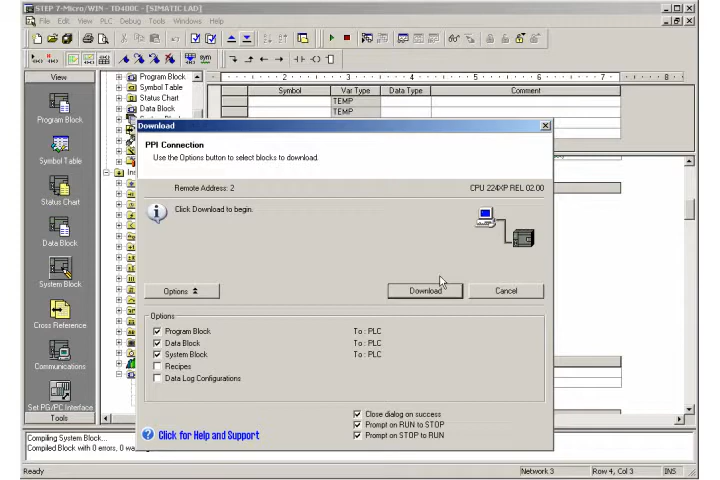 STEP 7-Micro/WIN - TD400C - [SIMATIC LAD]
File Edit View PLC Debug Tools Windows Help
View
Program Block
Symbol Table
Status Chart
Data Block
System Block
Cross Reference
Communications
Set PG/PC Interface
Tools
Program Block
Symbol Table
Status Chart
Data Block
Symbol Var Type Data Type Comment
TEMP
TEMP
Download
PPI Connection
Use the Options button to select blocks to download.
Remote Address: 2 CPU 224XP REL 02.00
Click Download to begin.
Options Download Cancel
Options
Program Block To : PLC
Data Block To : PLC
System Block To : PLC
Recipes
Data Log Configurations
Close dialog on success
Prompt on RUN to STOP
Prompt on STOP to RUN
Click for Help and Support
Compiling System Block...
Compiled Block with 0 errors, 0 wa
Ready Network 3 Row 4, Col 3 INS